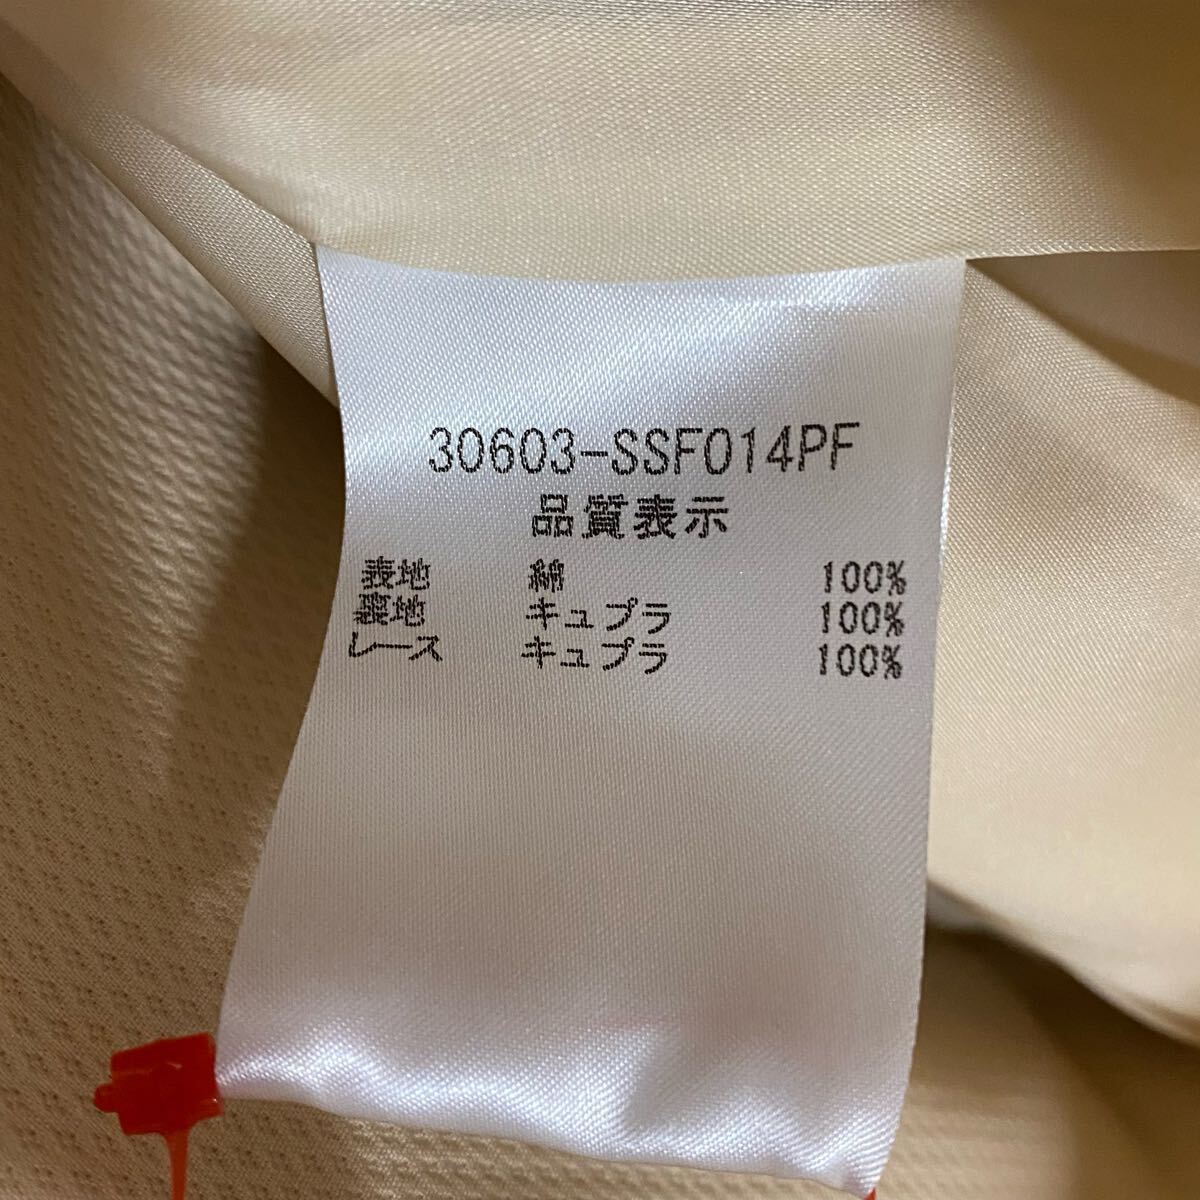 30603-SSF014PF
品質表示
表地 綿 100%
裏地 キュプラ 100%
レース キュプラ 100%